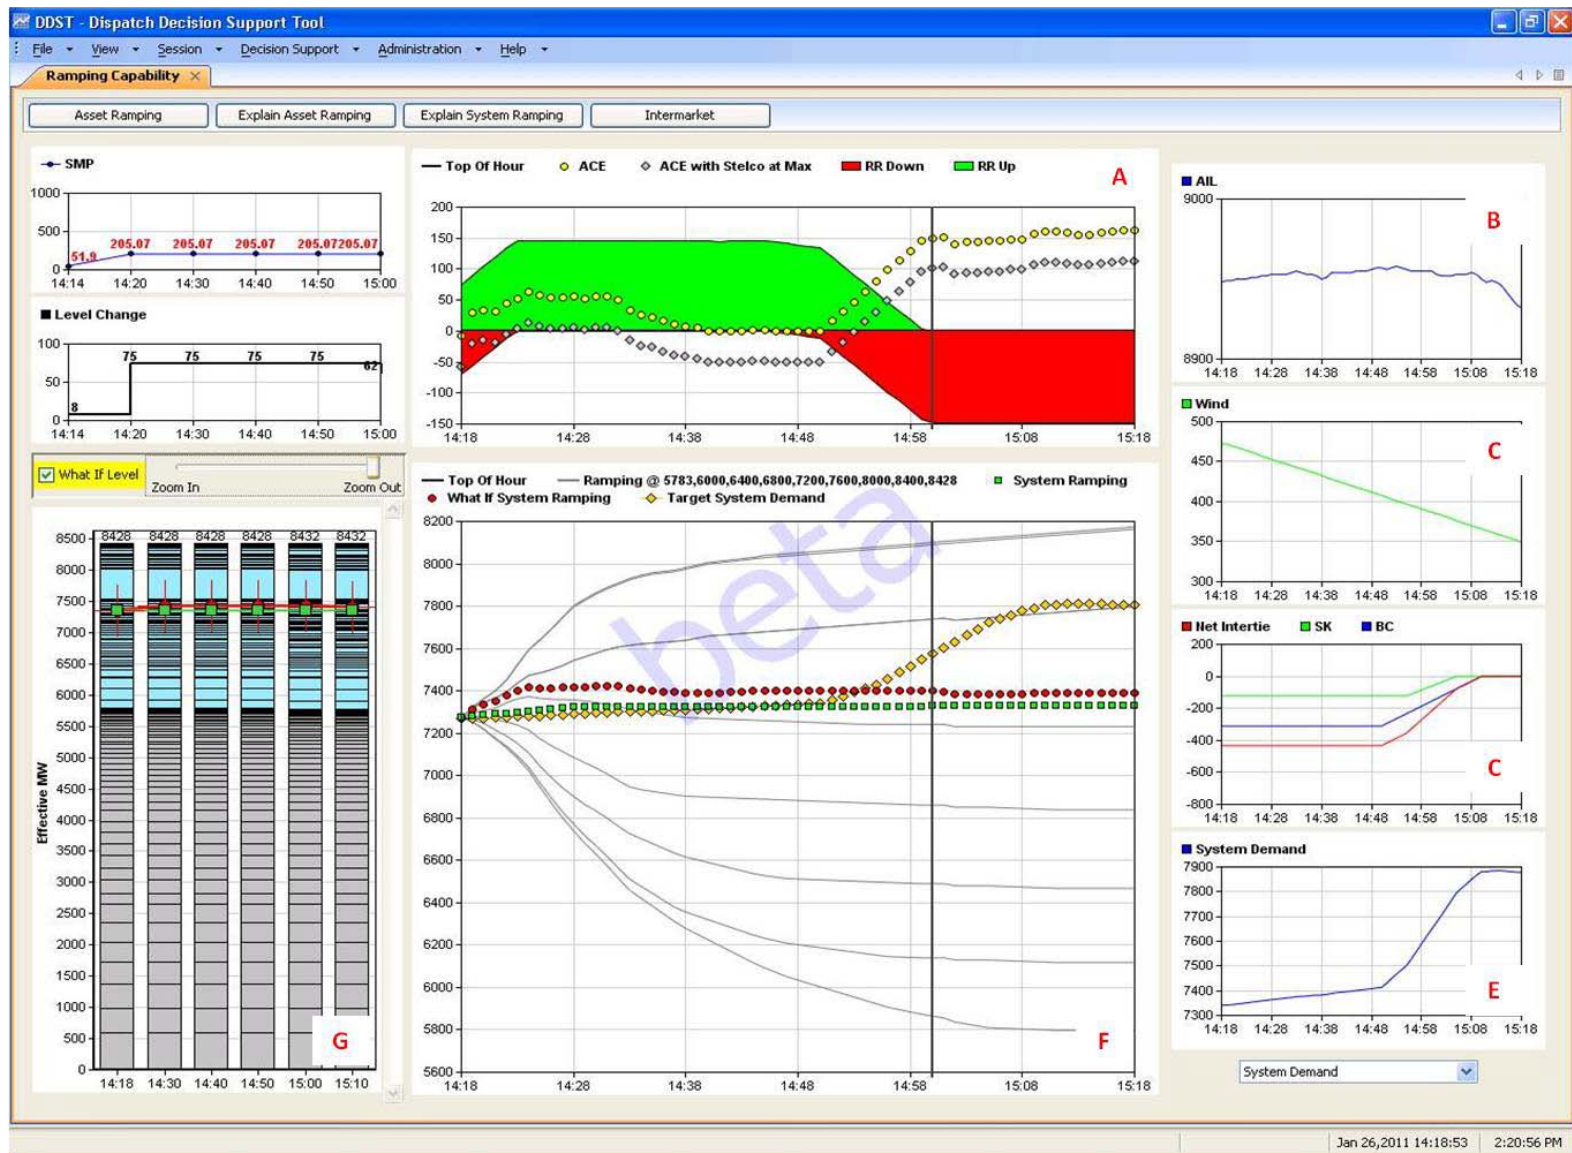 DDST - Dispatch Decision Support Tool
File View Session Decision Support Administration Help
Ramping Capability
Asset Ramping Explain Asset Ramping Explain System Ramping Intermarket
SMP
1000
500
0
51.9 205.07 205.07 205.07 205.07 205.07
14:14 14:20 14:30 14:40 14:50 15:00
Level Change
100
50
0
8 75 75 75 75 62
14:14 14:20 14:30 14:40 14:50 15:00
What If Level
Zoom In Zoom Out
8500
8000
7500
7000
6500
6000
5500
5000
4500
4000
3500
3000
2500
2000
1500
1000
500
0
Effective MW
8428 8428 8428 8428 8432 8432
G
14:18 14:30 14:40 14:50 15:00 15:10
Top Of Hour ACE ACE with Stelco at Max RR Down RR Up
A
200
150
100
50
0
-50
-100
-150
14:18 14:28 14:38 14:48 14:58 15:08 15:18
Top Of Hour Ramping @ 5783,6000,6400,6800,7200,7600,8000,8400,8428 System Ramping
What If System Ramping Target System Demand
8200
8000
7800
7600
7400
7200
7000
6800
6600
6400
6200
6000
5800
5600
beta
F
14:18 14:28 14:38 14:48 14:58 15:08 15:18
AIL
9000
B
8900
14:18 14:28 14:38 14:48 14:58 15:08 15:18
Wind
500
450
400
350
300
C
14:18 14:28 14:38 14:48 14:58 15:08 15:18
Net Intertie SK BC
200
0
-200
-400
-600
-800
C
14:18 14:28 14:38 14:48 14:58 15:08 15:18
System Demand
7900
7800
7700
7600
7500
7400
7300
E
14:18 14:28 14:38 14:48 14:58 15:08 15:18
System Demand
Jan 26,2011 14:18:53 2:20:56 PM